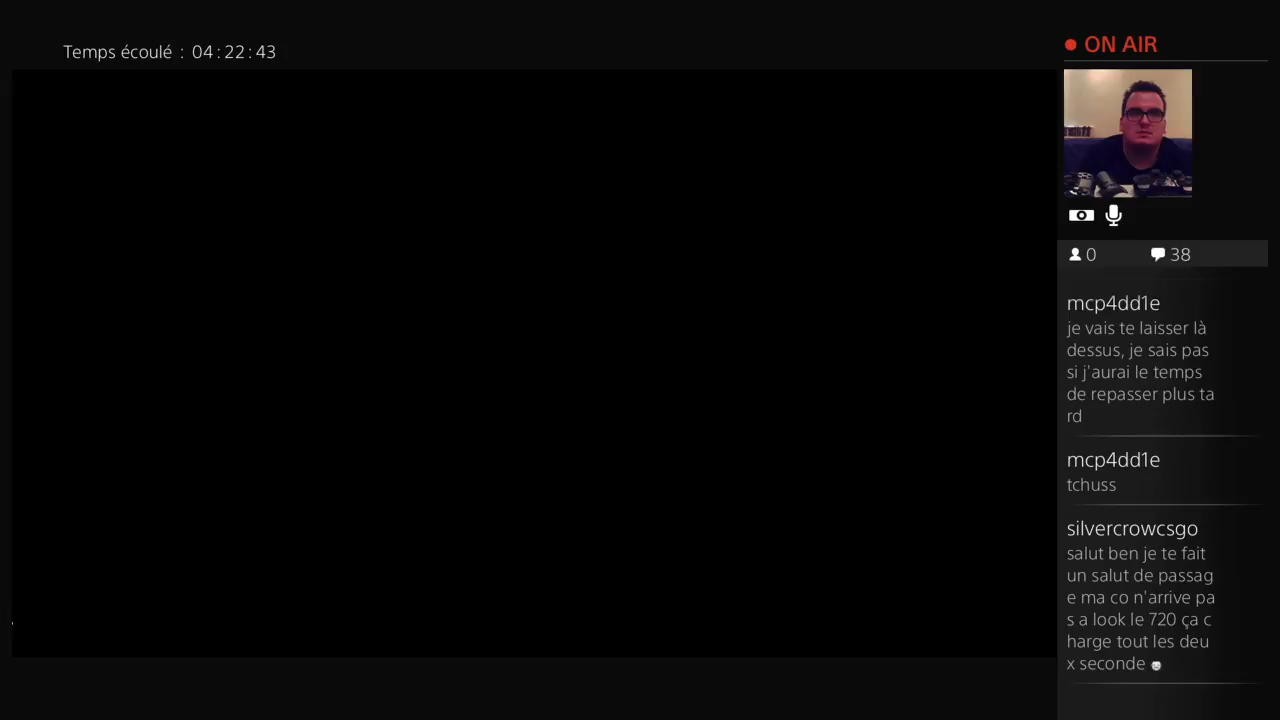 Temps écoulé : 04:22:43
ON AIR
0 38
mcp4dd1e
je vais te laisser là
dessus, je sais pas
si j'aurai le temps
de repasser plus ta
rd
mcp4dd1e
tchuss
silvercrowcsgo
salut ben je te fait
un salut de passag
e ma co n'arrive pa
s a look le 720 ça c
harge tout les deu
x seconde